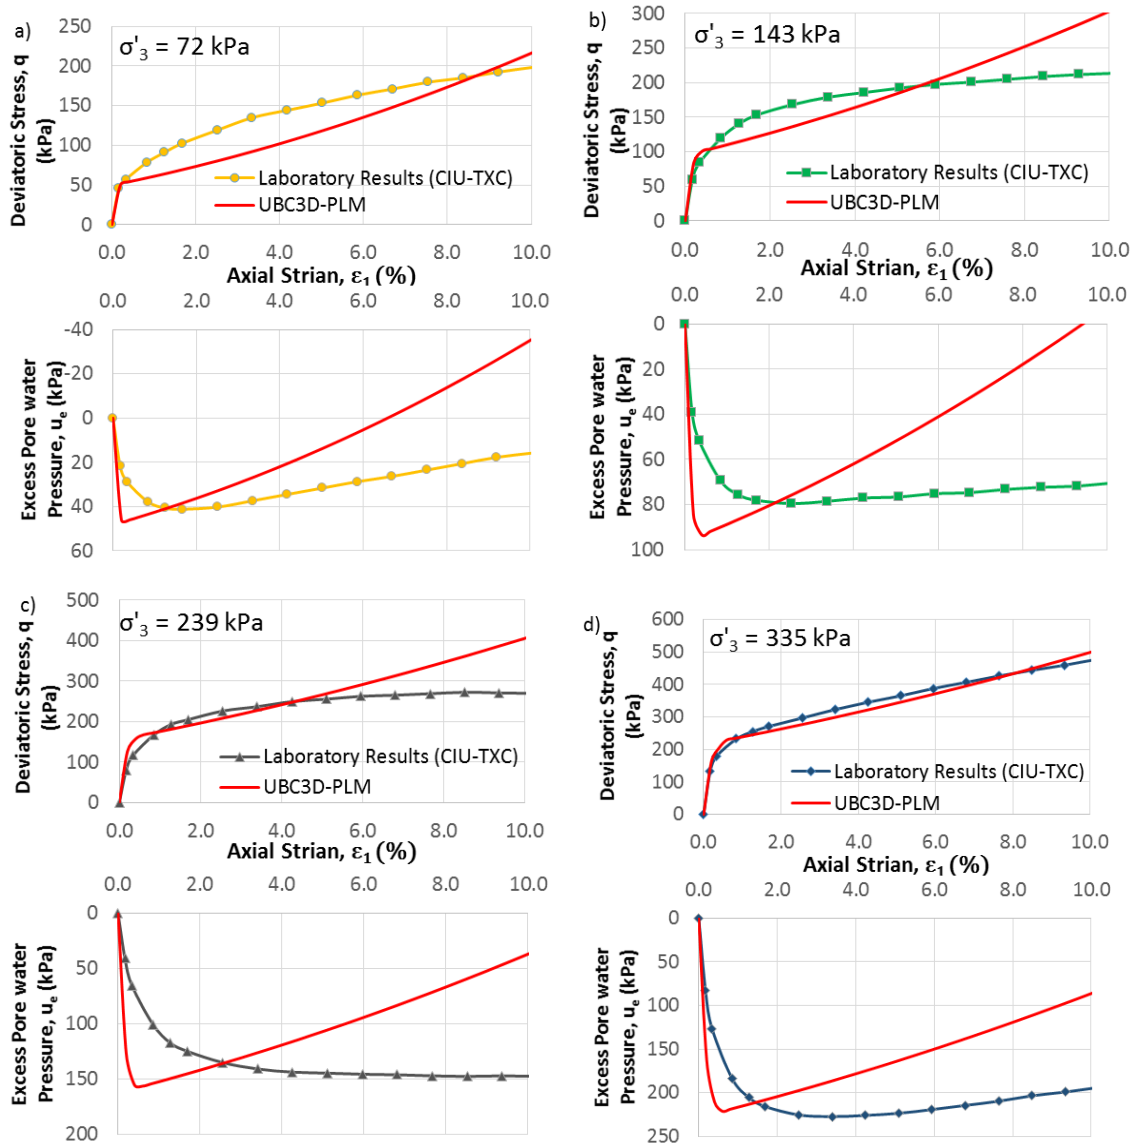 a)
σ'3 = 72 kPa
Deviatoric Stress, q
(kPa)
250
200
150
100
50
0
0.0 2.0 4.0 6.0 8.0 10.0
Laboratory Results (CIU-TXC)
UBC3D-PLM
Axial Strian, ε1 (%)
0.0 2.0 4.0 6.0 8.0 10.0
Excess Pore water
Pressure, ue (kPa)
-40
-20
0
20
40
60
b)
σ'3 = 143 kPa
Deviatoric Stress, q
(kPa)
300
250
200
150
100
50
0
0.0 2.0 4.0 6.0 8.0 10.0
Laboratory Results (CIU-TXC)
UBC3D-PLM
Axial Strian, ε1 (%)
0.0 2.0 4.0 6.0 8.0 10.0
Excess Pore water
Pressure, ue (kPa)
0
20
40
60
80
100
c)
σ'3 = 239 kPa
Deviatoric Stress, q
(kPa)
500
400
300
200
100
0
0.0 2.0 4.0 6.0 8.0 10.0
Laboratory Results (CIU-TXC)
UBC3D-PLM
Axial Strian, ε1 (%)
0.0 2.0 4.0 6.0 8.0 10.0
Excess Pore water
Pressure, ue (kPa)
0
50
100
150
200
d)
σ'3 = 335 kPa
Deviatoric Stress, q
(kPa)
600
500
400
300
200
100
0
0.0 2.0 4.0 6.0 8.0 10.0
Laboratory Results (CIU-TXC)
UBC3D-PLM
Axial Strian, ε1 (%)
0.0 2.0 4.0 6.0 8.0 10.0
Excess Pore water
Pressure, ue (kPa)
0
50
100
150
200
250